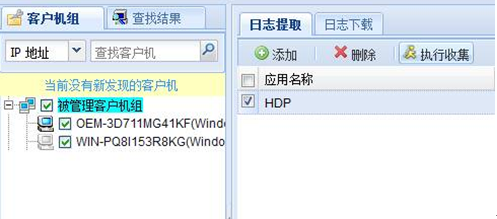 客户机组 查找结果
IP 地址 查找客户机
当前没有新发现的客户机
被管理客户机组
OEM-3D711MG41KF(Windo
WIN-PQ8I153R8KG(Windo
日志提取 日志下载
添加 删除 执行收集
应用名称
HDP